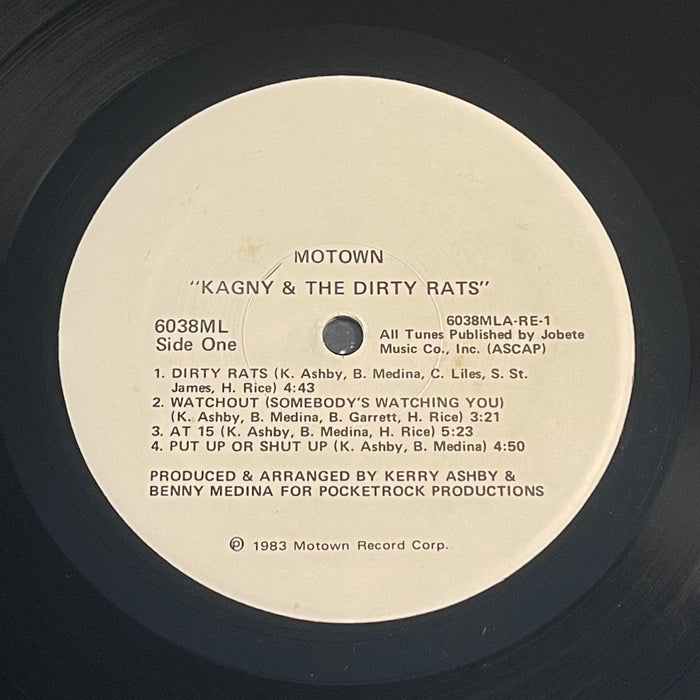 MOTOWN
"KAGNY & THE DIRTY RATS"
6038ML
Side One
6038MLA-RE-1
All Tunes Published by Jobete
Music Co., Inc. (ASCAP)
1. DIRTY RATS (K. Ashby, B. Medina, C. Liles, S. St.
James, H. Rice) 4:43
2. WATCHOUT (SOMEBODY'S WATCHING YOU)
(K. Ashby, B. Medina, B. Garrett, H. Rice) 3:21
3. AT 15 (K. Ashby, B. Medina, H. Rice) 5:23
4. PUT UP OR SHUT UP (K. Ashby, B. Medina) 4:50
PRODUCED & ARRANGED BY KERRY ASHBY &
BENNY MEDINA FOR POCKETROCK PRODUCTIONS
℗ 1983 Motown Record Corp.